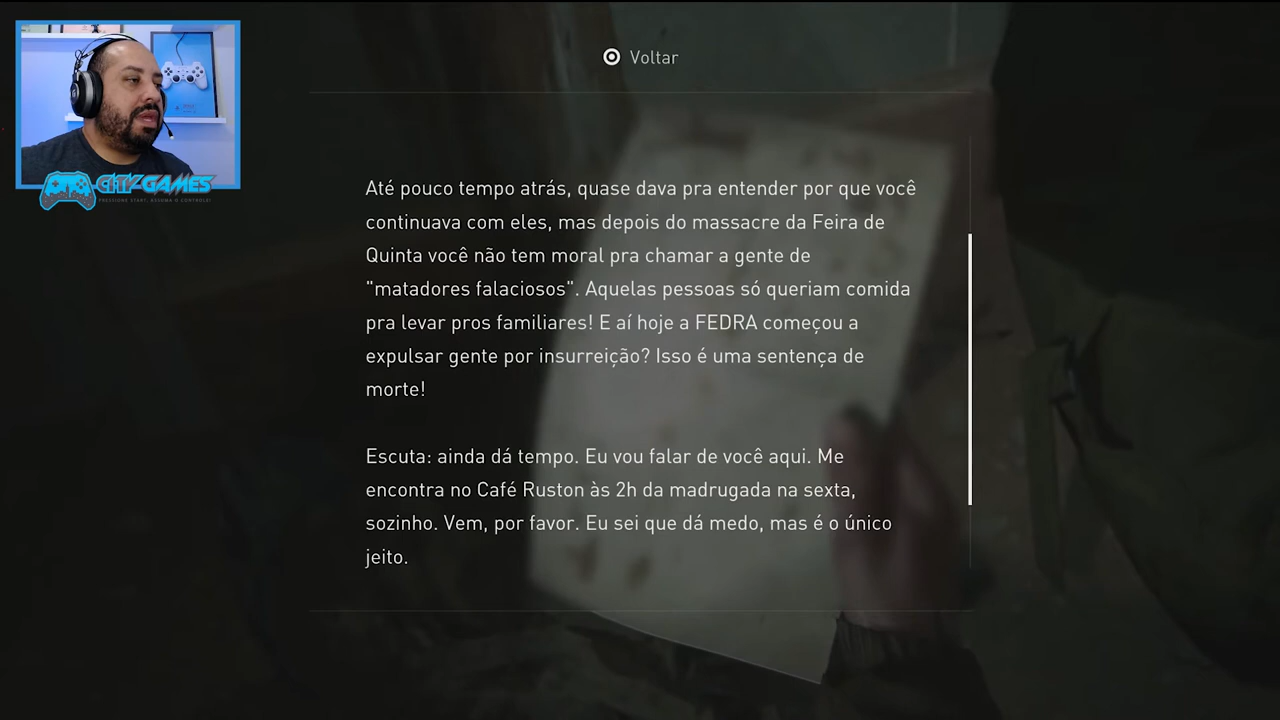 Voltar
CITY GAMES
PRESSIONE START, ASSUMA O CONTROLE!
Até pouco tempo atrás, quase dava pra entender por que você
continuava com eles, mas depois do massacre da Feira de
Quinta você não tem moral pra chamar a gente de
"matadores falaciosos". Aquelas pessoas só queriam comida
pra levar pros familiares! E aí hoje a FEDRA começou a
expulsar gente por insurreição? Isso é uma sentença de
morte!
Escuta: ainda dá tempo. Eu vou falar de você aqui. Me
encontra no Café Ruston às 2h da madrugada na sexta,
sozinho. Vem, por favor. Eu sei que dá medo, mas é o único
jeito.